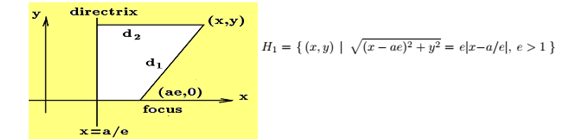 directrix
y
(x,y)
d₂
H₁ = { (x, y) | √(x − ae)² + y² = e|x−a/e|, e > 1 }
d₁
(ae,0)
x
focus
x=a/e